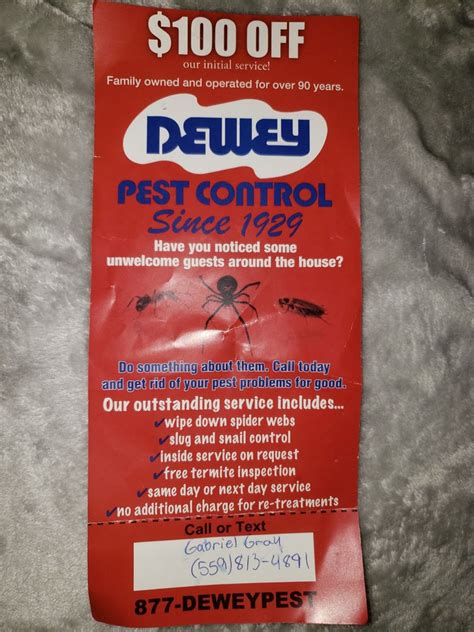 $100 OFF
our initial service!
Family owned and operated for over 90 years.
DEWEY
PEST CONTROL
Since 1929
Have you noticed some
unwelcome guests around the house?
Do something about them. Call today
and get rid of your pest problems for good.
Our outstanding service includes...
✓wipe down spider webs
✓slug and snail control
✓inside service on request
✓free termite inspection
✓same day or next day service
✓no additional charge for re-treatments
Call or Text
Gabriel Gray
(559)813-4891
877-DEWEYPEST